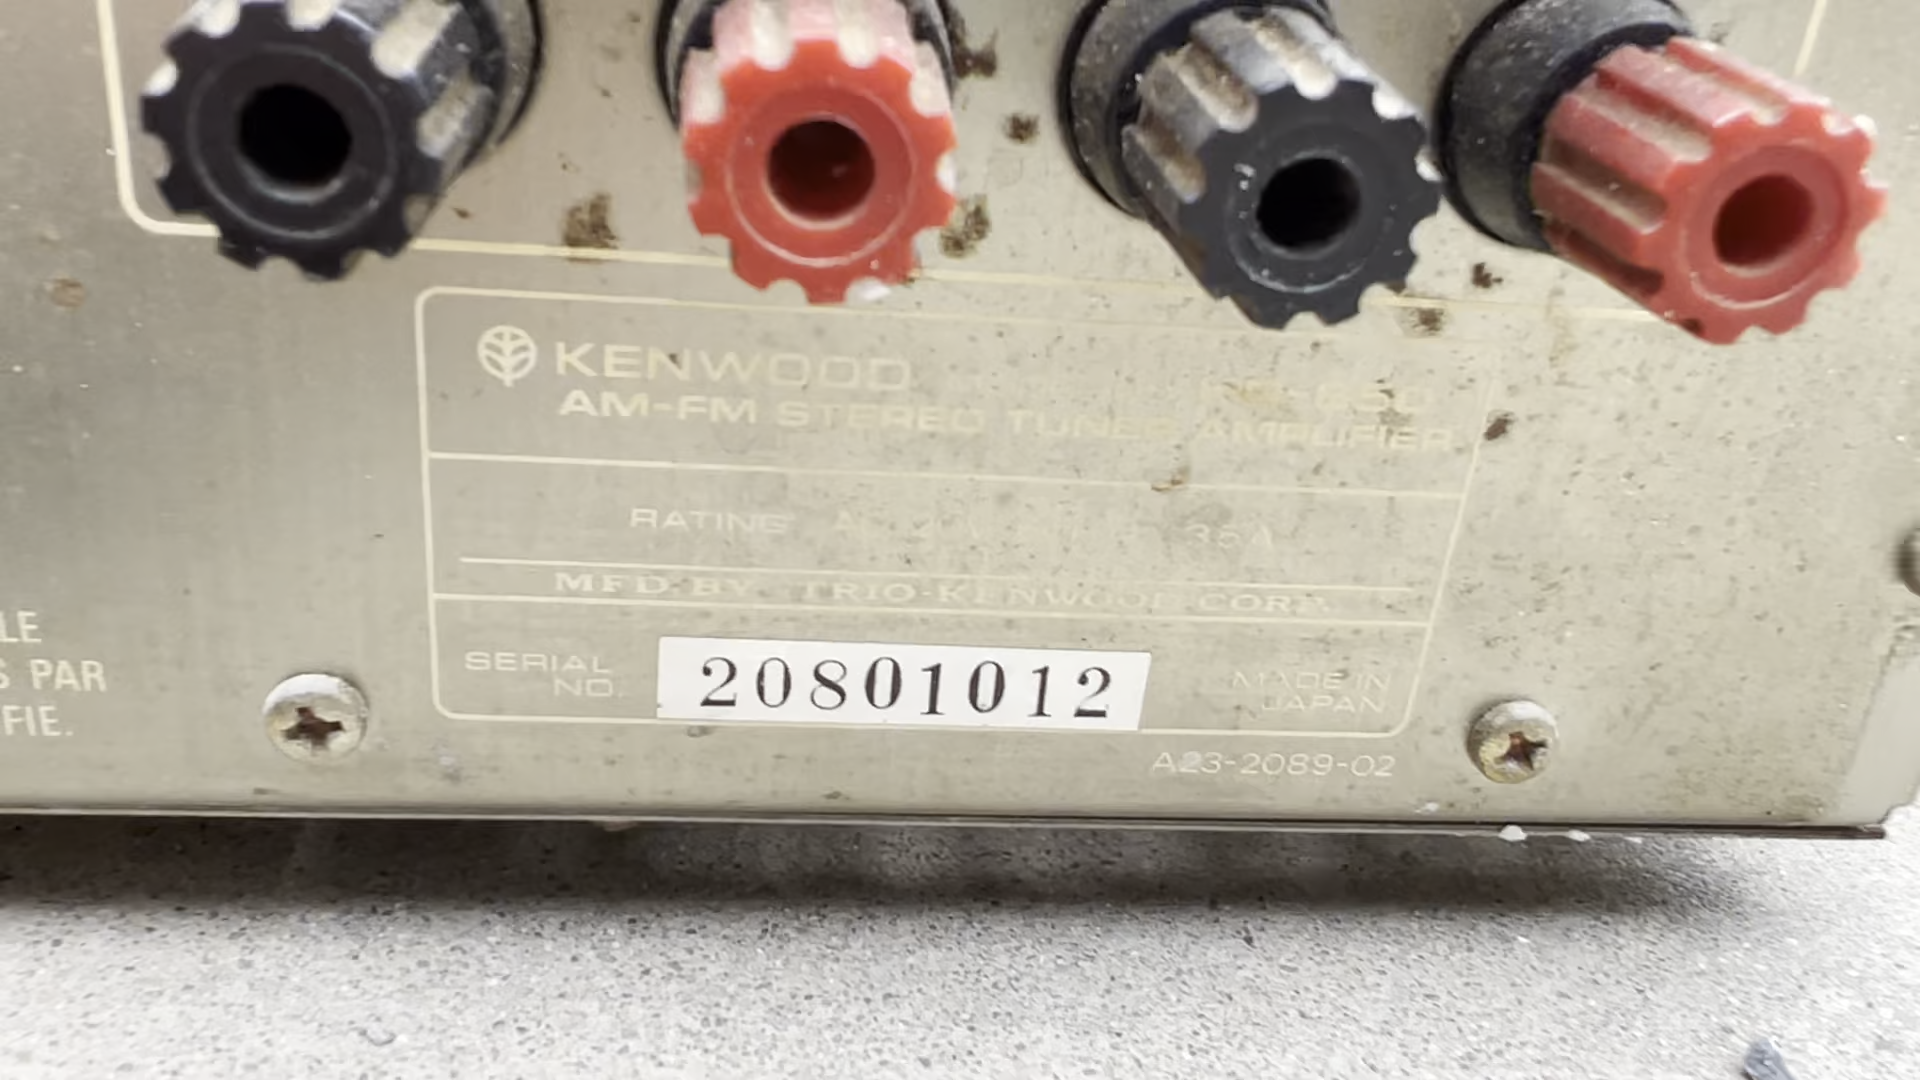 KENWOOD
AM-FM STEREO TUNER AMPLIFIER
RATING
MFD.BY TRIO-KENWOOD CORP.
SERIAL
NO.
20801012
MADE IN
JAPAN
A23-2089-02
LE
PAR
FIE.